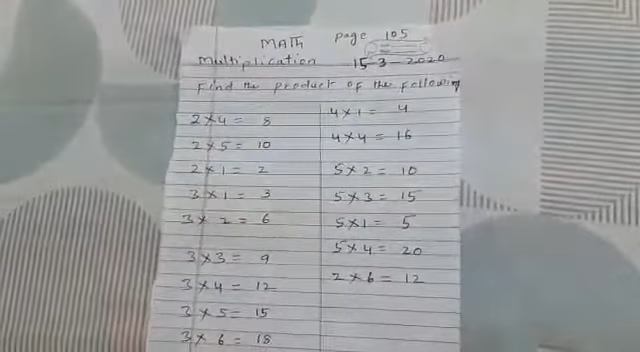 MATH page 105
Multiplication 15-3-2020
Find the product of the following
2 × 4 = 8
2 × 5 = 10
2 × 1 = 2
3 × 1 = 3
3 × 2 = 6
3 × 3 = 9
3 × 4 = 12
3 × 5 = 15
3 × 6 = 18
4 × 1 = 4
4 × 4 = 16
5 × 2 = 10
5 × 3 = 15
5 × 1 = 5
5 × 4 = 20
2 × 6 = 12